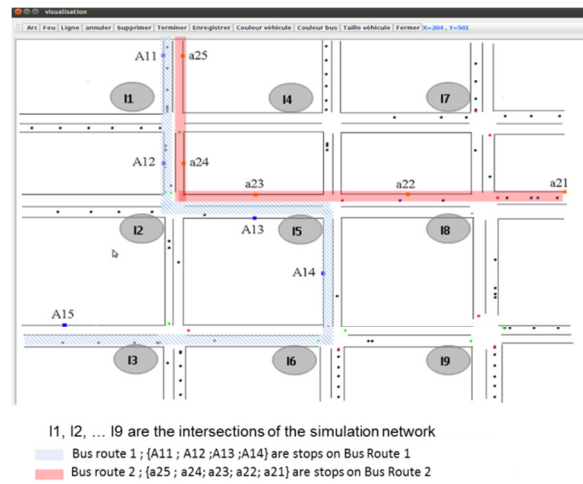 visualisation
Arc Feu Ligne annuler Supprimer Terminer Enregistrer Couleur véhicule Couleur bus Taille véhicule Fermer X=204 , Y=501
A11 a25
I1 I4 I7
A12 a24
a23 a22 a21
I2 A13 I5 I8
A14
A15
I3 I6 I9
I1, I2, … I9 are the intersections of the simulation network
Bus route 1 ; {A11 ; A12 ;A13 ;A14} are stops on Bus Route 1
Bus route 2 ; {a25 ; a24; a23; a22; a21} are stops on Bus Route 2